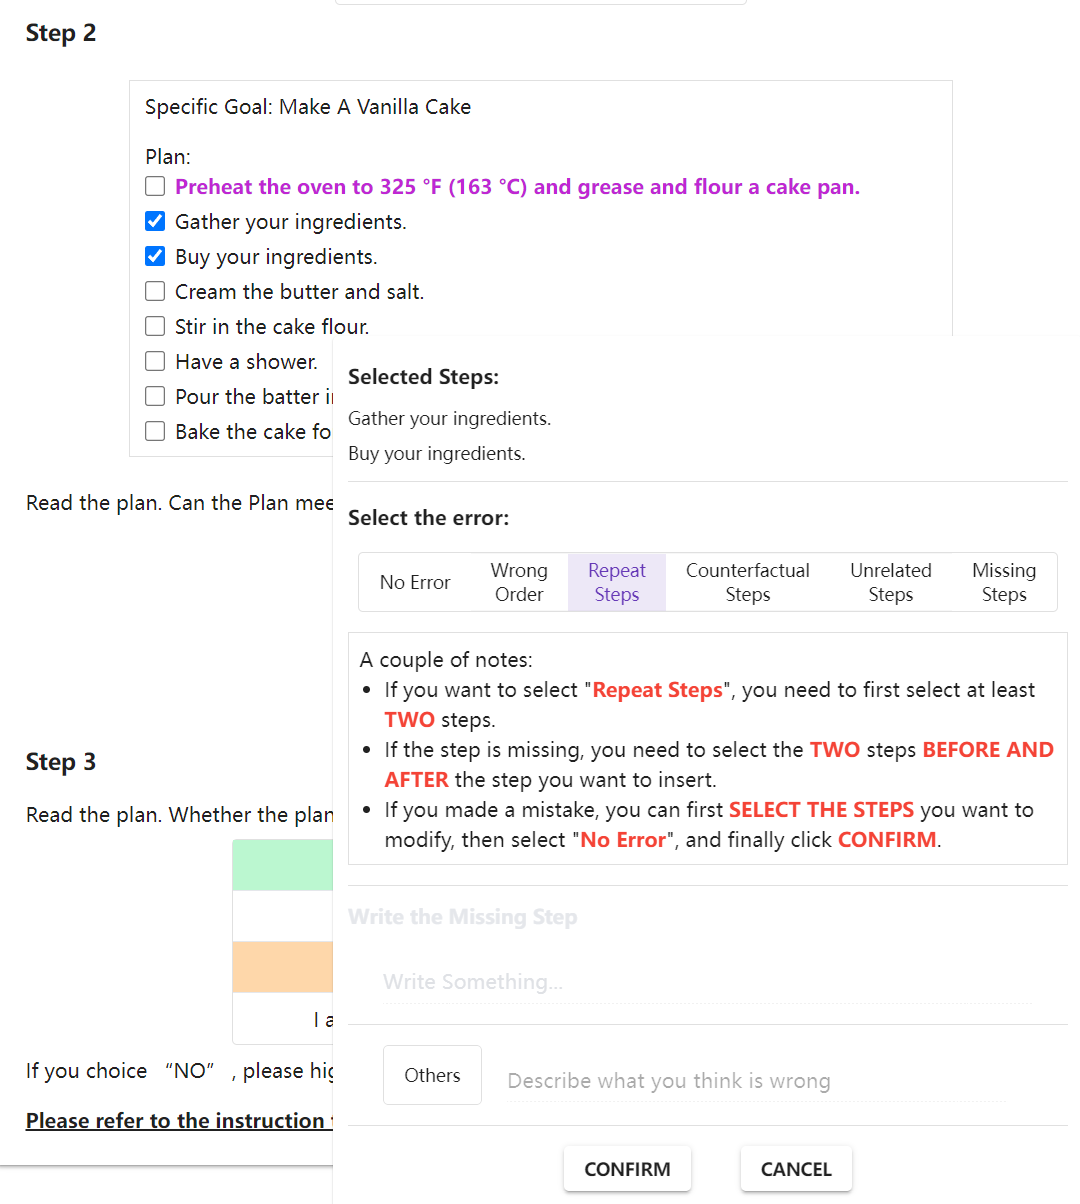 Step 2
Specific Goal: Make A Vanilla Cake
Plan:
Preheat the oven to 325 °F (163 °C) and grease and flour a cake pan.
Gather your ingredients.
Buy your ingredients.
Cream the butter and salt.
Stir in the cake flour.
Have a shower.
Pour the batter i
Bake the cake fo
Read the plan. Can the Plan mee
Selected Steps:
Gather your ingredients.
Buy your ingredients.
Select the error:
No Error
Wrong Order
Repeat Steps
Counterfactual Steps
Unrelated Steps
Missing Steps
A couple of notes:
• If you want to select "Repeat Steps", you need to first select at least
TWO steps.
• If the step is missing, you need to select the TWO steps BEFORE AND
AFTER the step you want to insert.
• If you made a mistake, you can first SELECT THE STEPS you want to
modify, then select "No Error", and finally click CONFIRM.
Write the Missing Step
Write Something...
Others
Describe what you think is wrong
CONFIRM
CANCEL
Step 3
Read the plan. Whether the plan
I a
If you choice “NO” , please hig
Please refer to the instruction